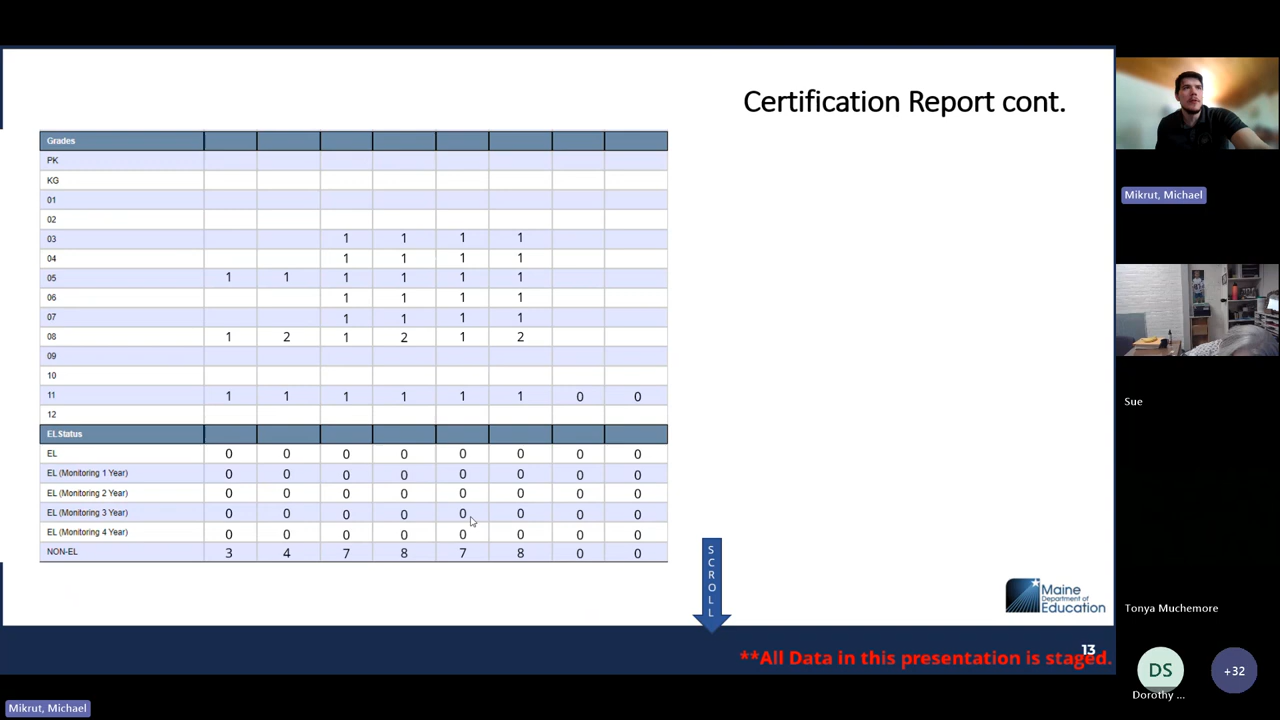 Certification Report cont.
Grades
PK
KG
01
02
03 1 1 1 1
04 1 1 1 1
05 1 1 1 1 1 1
06 1 1 1 1
07 1 1 1 1
08 1 2 1 2 1 2
09
10
11 1 1 1 1 1 1 0 0
12
EL Status
EL 0 0 0 0 0 0 0 0
EL (Monitoring 1 Year) 0 0 0 0 0 0 0 0
EL (Monitoring 2 Year) 0 0 0 0 0 0 0 0
EL (Monitoring 3 Year) 0 0 0 0 0 0 0 0
EL (Monitoring 4 Year) 0 0 0 0 0 0 0 0
NON-EL 3 4 7 8 7 8 0 0
SCROLL
Maine
Department of
Education
13
**All Data in this presentation is staged.
Mikrut, Michael
Mikrut, Michael
Sue
Tonya Muchemore
DS
Dorothy ...
+32